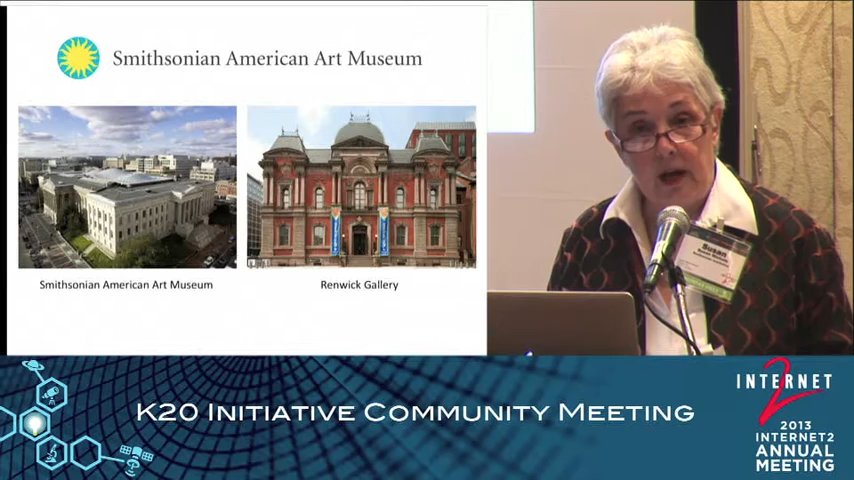 Smithsonian American Art Museum
Smithsonian American Art Museum
Renwick Gallery
Susan
K20 INITIATIVE COMMUNITY MEETING
INTERNET
2
2013
INTERNET2
ANNUAL
MEETING